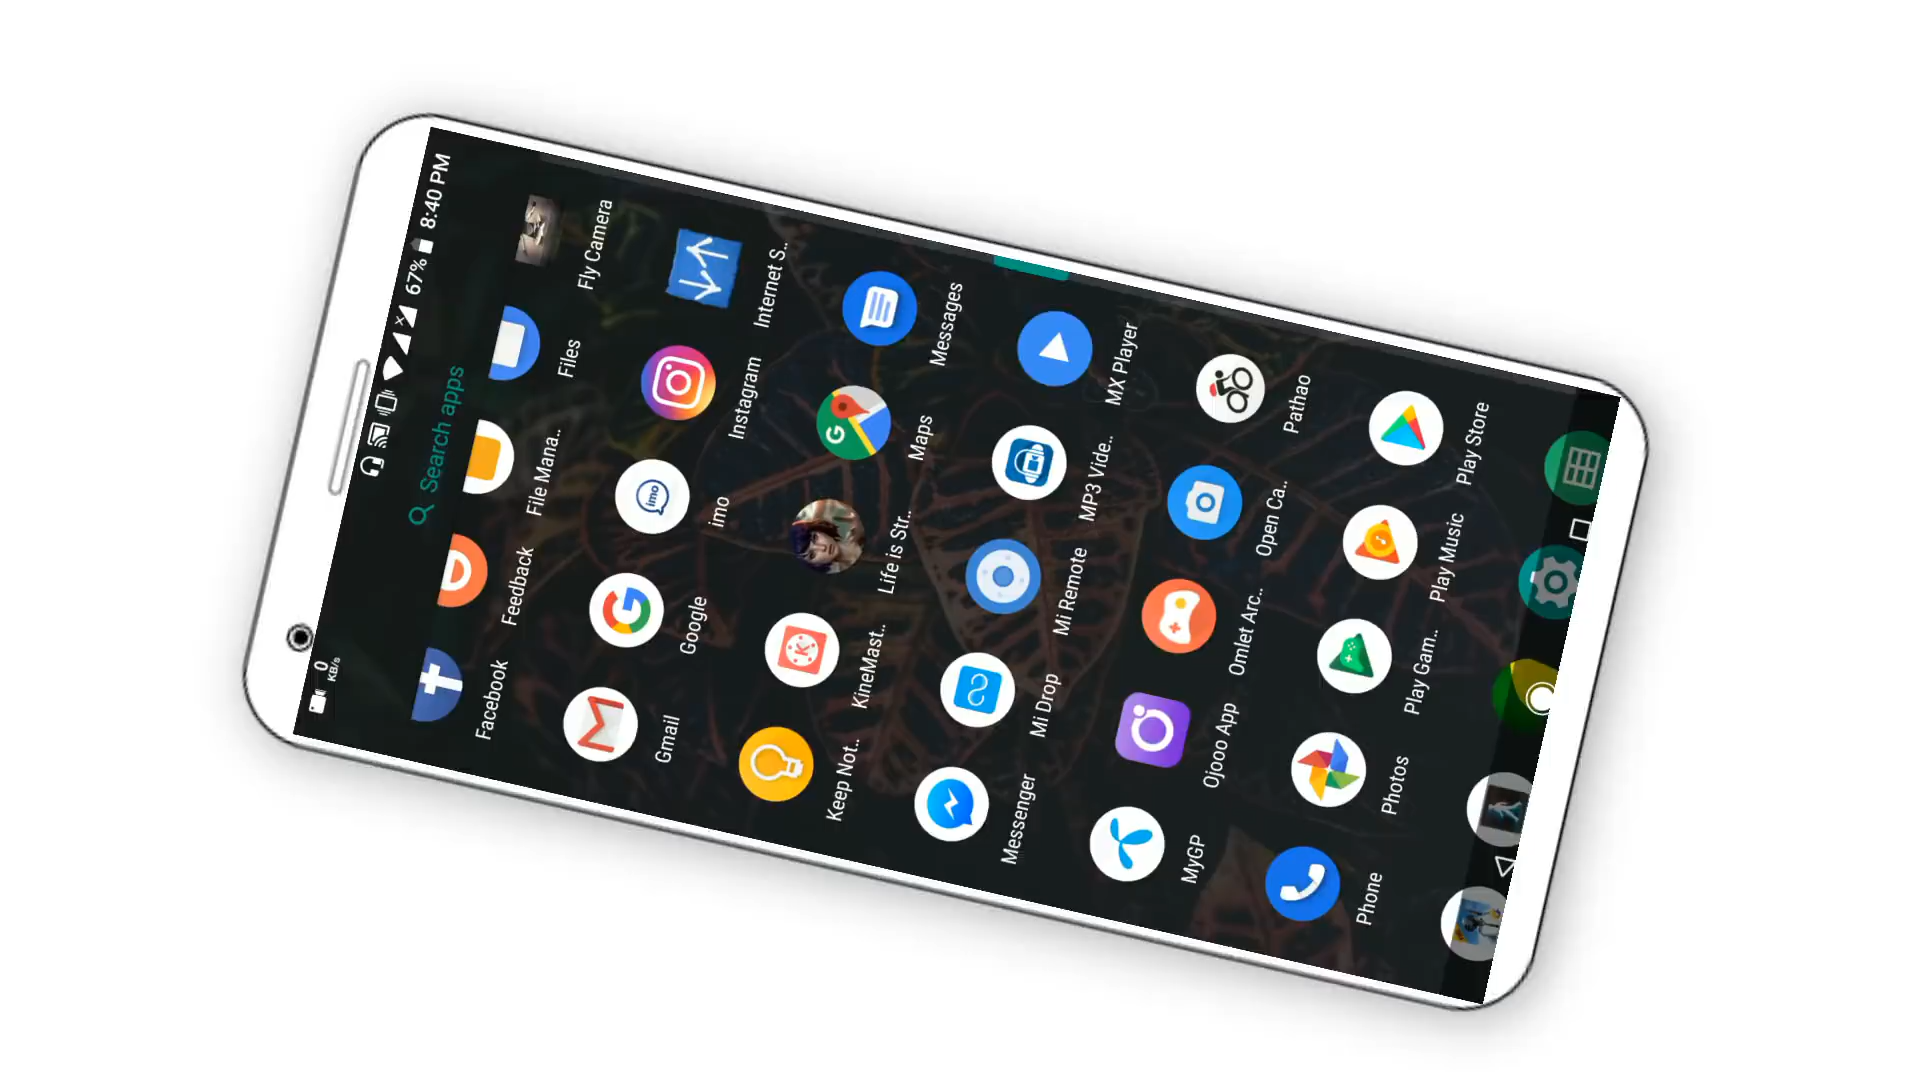 0
KB/s
67% 8:40 PM
Search apps
Facebook Feedback File Mana.. Files Fly Camera
Gmail Google imo Instagram Internet S..
Keep Not.. KineMast.. Life is Str.. Maps Messages
Messenger Mi Drop Mi Remote MP3 Vide.. MX Player
MyGP Ojooo App Omlet Arc.. Open Ca.. Pathao
Phone Photos Play Gam.. Play Music Play Store
imo
G
K